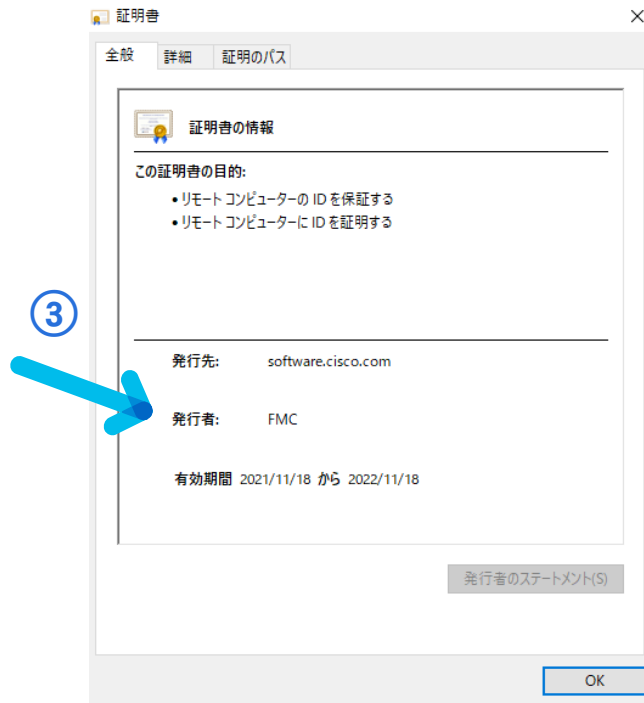 証明書
全般 詳細 証明のパス
証明書の情報
この証明書の目的:
• リモート コンピューターの ID を保証する
• リモート コンピューターに ID を証明する
③
発行先: software.cisco.com
発行者: FMC
有効期間 2021/11/18 から 2022/11/18
発行者のステートメント(S)
OK